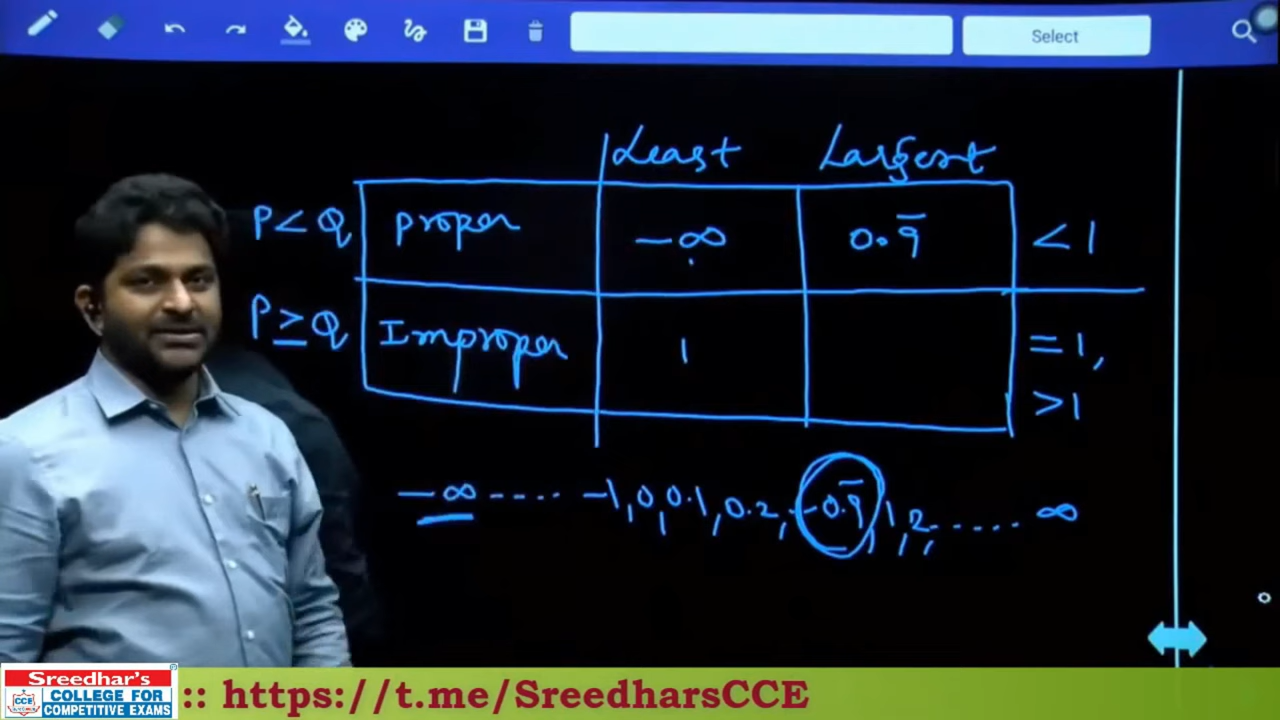 Select
Least Largest
P<Q proper -∞ 0.9̅ <1
P≥Q Improper 1 =1,
>1
-∞ ---- -1, 0, 0.1, 0.2, --0.9̅, 1, 2, ...... ∞
Sreedhar's
CCE
COLLEGE FOR
COMPETITIVE EXAMS
:: https://t.me/SreedharsCCE